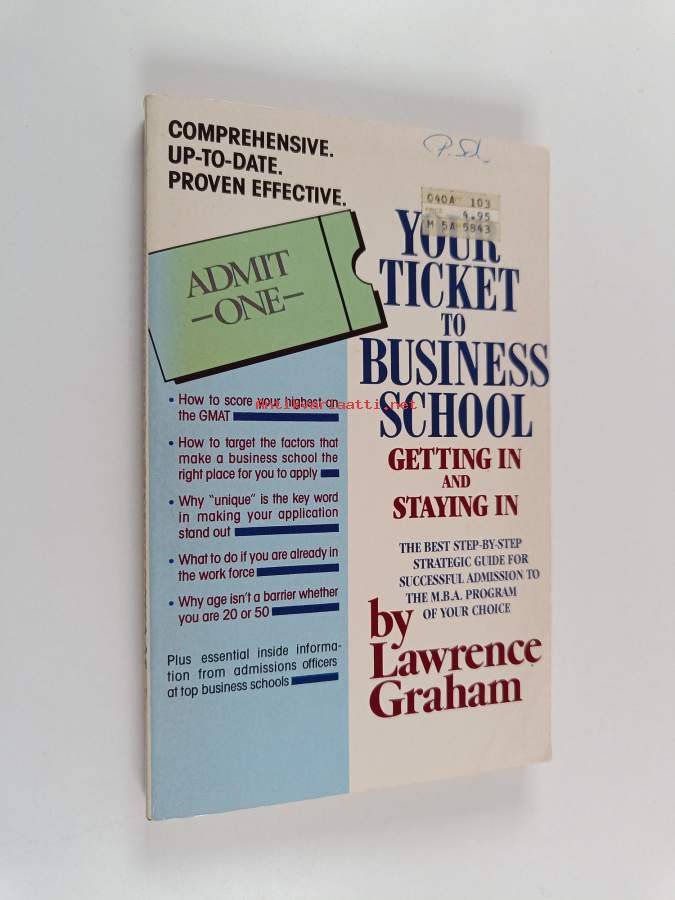 COMPREHENSIVE.
UP-TO-DATE.
PROVEN EFFECTIVE.
ADMIT
—ONE—
• How to score your highest on
the GMAT
• How to target the factors that
make a business school the
right place for you to apply
• Why "unique" is the key word
in making your application
stand out
• What to do if you are already in
the work force
• Why age isn't a barrier whether
you are 20 or 50
Plus essential inside informa-
tion from admissions officers
at top business schools
040A 103
4.95
M 5A 5843
YOUR
TICKET
TO
BUSINESS
SCHOOL
GETTING IN
AND
STAYING IN
THE BEST STEP-BY-STEP
STRATEGIC GUIDE FOR
SUCCESSFUL ADMISSION TO
THE M.B.A. PROGRAM
OF YOUR CHOICE
by
Lawrence
Graham
antikvariaatti.net